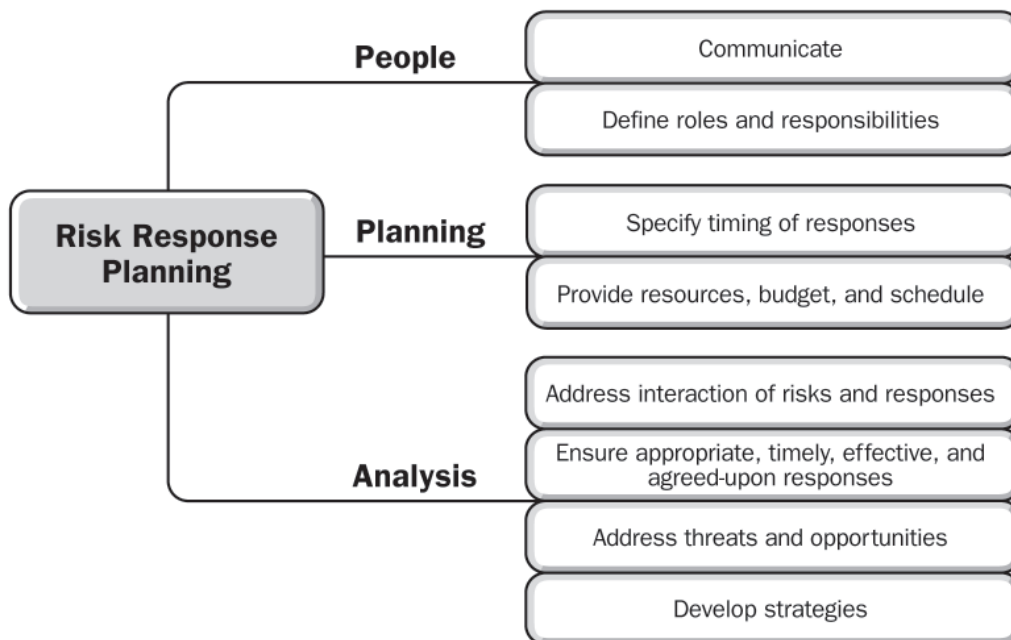 People
Communicate
Define roles and responsibilities
Risk Response
Planning
Planning
Specify timing of responses
Provide resources, budget, and schedule
Analysis
Address interaction of risks and responses
Ensure appropriate, timely, effective, and
agreed-upon responses
Address threats and opportunities
Develop strategies